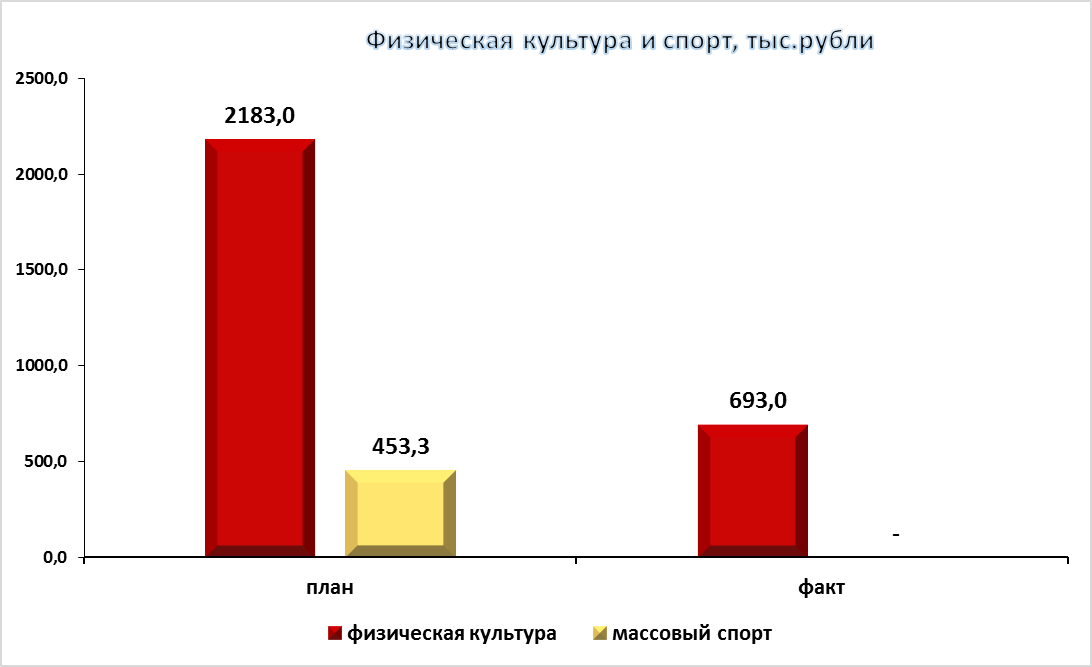 Физическая культура и спорт, тыс.рубли
2500,0
2000,0
1500,0
1000,0
500,0
0,0
2183,0
453,3
693,0
-
план
факт
физическая культура
массовый спорт